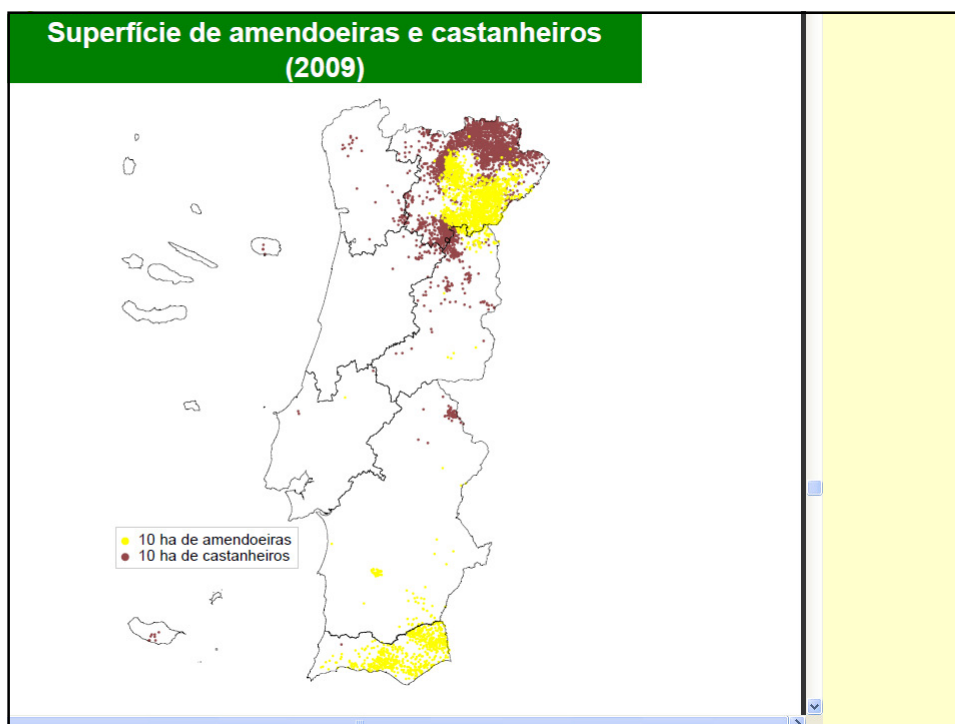 Superfície de amendoeiras e castanheiros
(2009)
10 ha de amendoeiras
10 ha de castanheiros